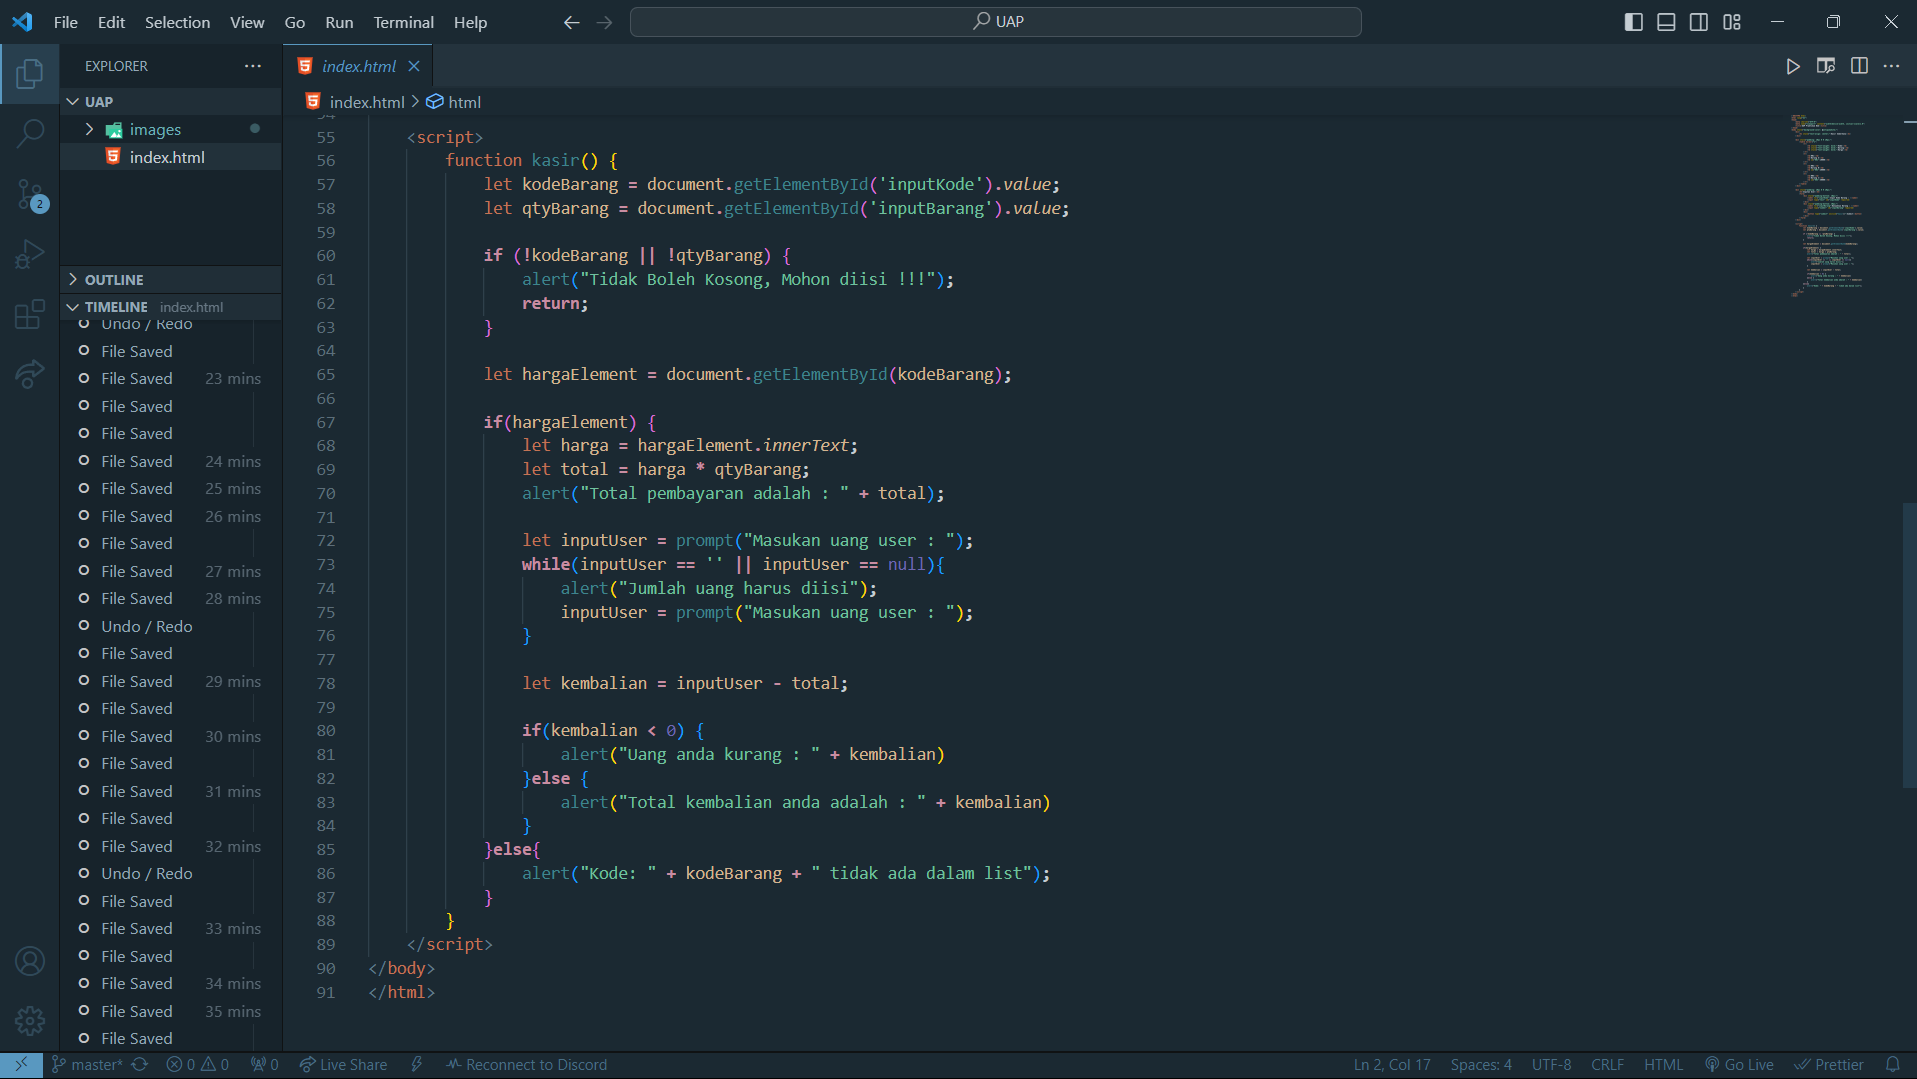 File Edit Selection View Go Run Terminal Help
UAP
EXPLORER
UAP
images
index.html
2
OUTLINE
TIMELINE index.html
Undo / Redo
File Saved
File Saved 23 mins
File Saved
File Saved
File Saved 24 mins
File Saved 25 mins
File Saved 26 mins
File Saved
File Saved 27 mins
File Saved 28 mins
Undo / Redo
File Saved
File Saved 29 mins
File Saved
File Saved 30 mins
File Saved
File Saved 31 mins
File Saved
File Saved 32 mins
Undo / Redo
File Saved
File Saved 33 mins
File Saved
File Saved 34 mins
File Saved 35 mins
File Saved
index.html
index.html > html
54
55 <script>
56 function kasir() {
57 let kodeBarang = document.getElementById('inputKode').value;
58 let qtyBarang = document.getElementById('inputBarang').value;
59
60 if (!kodeBarang || !qtyBarang) {
61 alert("Tidak Boleh Kosong, Mohon diisi !!!");
62 return;
63 }
64
65 let hargaElement = document.getElementById(kodeBarang);
66
67 if(hargaElement) {
68 let harga = hargaElement.innerText;
69 let total = harga * qtyBarang;
70 alert("Total pembayaran adalah : " + total);
71
72 let inputUser = prompt("Masukan uang user : ");
73 while(inputUser == '' || inputUser == null){
74 alert("Jumlah uang harus diisi");
75 inputUser = prompt("Masukan uang user : ");
76 }
77
78 let kembalian = inputUser - total;
79
80 if(kembalian < 0) {
81 alert("Uang anda kurang : " + kembalian)
82 }else {
83 alert("Total kembalian anda adalah : " + kembalian)
84 }
85 }else{
86 alert("Kode: " + kodeBarang + " tidak ada dalam list");
87 }
88 }
89 </script>
90 </body>
91 </html>
master* 0 0 0 Live Share Reconnect to Discord Ln 2, Col 17 Spaces: 4 UTF-8 CRLF HTML Go Live Prettier